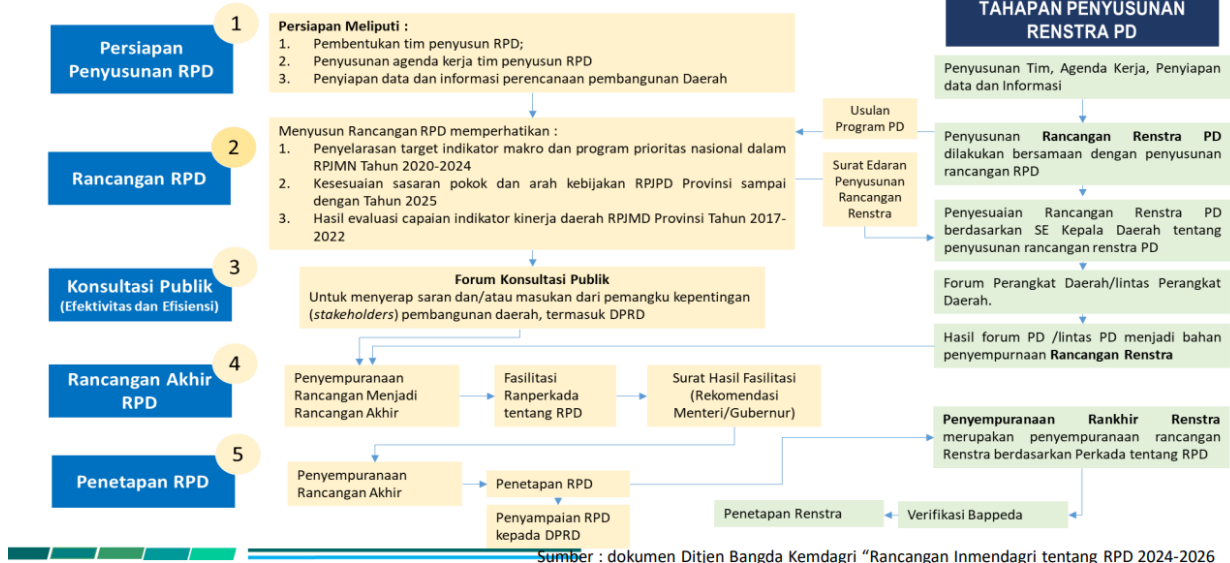 1
Persiapan
Penyusunan RPD
Persiapan Meliputi :
1. Pembentukan tim penyusun RPD;
2. Penyusunan agenda kerja tim penyusun RPD
3. Penyiapan data dan informasi perencanaan pembangunan Daerah
2
Rancangan RPD
Menyusun Rancangan RPD memperhatikan :
1. Penyelarasan target indikator makro dan program prioritas nasional dalam
RPJMN Tahun 2020-2024
2. Kesesuaian sasaran pokok dan arah kebijakan RPJPD Provinsi sampai
dengan Tahun 2025
3. Hasil evaluasi capaian indikator kinerja daerah RPJMD Provinsi Tahun 2017-
2022
Usulan
Program PD
Surat Edaran
Penyusunan
Rancangan
Renstra
3
Konsultasi Publik
(Efektivitas dan Efisiensi)
Forum Konsultasi Publik
Untuk menyerap saran dan/atau masukan dari pemangku kepentingan
(stakeholders) pembangunan daerah, termasuk DPRD
4
Rancangan Akhir
RPD
Penyempuranaan
Rancangan Menjadi
Rancangan Akhir
Fasilitasi
Ranperkada
tentang RPD
Surat Hasil Fasilitasi
(Rekomendasi
Menteri/Gubernur)
5
Penetapan RPD
Penyempuranaan
Rancangan Akhir
Penetapan RPD
Penyampaian RPD
kepada DPRD
TAHAPAN PENYUSUNAN
RENSTRA PD
Penyusunan Tim, Agenda Kerja, Penyiapan
data dan Informasi
Penyusunan Rancangan Renstra PD
dilakukan bersamaan dengan penyusunan
rancangan RPD
Penyesuaian Rancangan Renstra PD
berdasarkan SE Kepala Daerah tentang
penyusunan rancangan renstra PD
Forum Perangkat Daerah/lintas Perangkat
Daerah.
Hasil forum PD /lintas PD menjadi bahan
penyempurnaan Rancangan Renstra
Penyempuranaan Rankhir Renstra
merupakan penyempuranaan rancangan
Renstra berdasarkan Perkada tentang RPD
Verifikasi Bappeda
Penetapan Renstra
Sumber : dokumen Ditjen Bangda Kemdagri "Rancangan Inmendagri tentang RPD 2024-2026